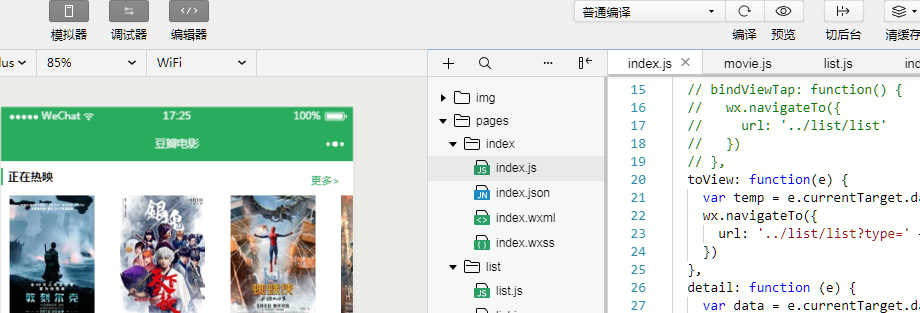 模拟器 调试器 编辑器 普通编译 编译 预览 切后台 清缓存
lus 85% WiFi
index.js movie.js list.js ind
img
pages
index
index.js
index.json
index.wxml
index.wxss
list
list.js
WeChat 17:25 100%
豆瓣电影
正在热映 更多>
敦刻尔克
银魂
蜘蛛侠
15 // bindViewTap: function() {
16 // wx.navigateTo({
17 // url: '../list/list'
18 // })
19 // },
20 toView: function(e) {
21 var temp = e.currentTarget.da
22 wx.navigateTo({
23 url: '../list/list?type=' +
24 })
25 },
26 detail: function (e) {
27 var data = e.currentTarget.da